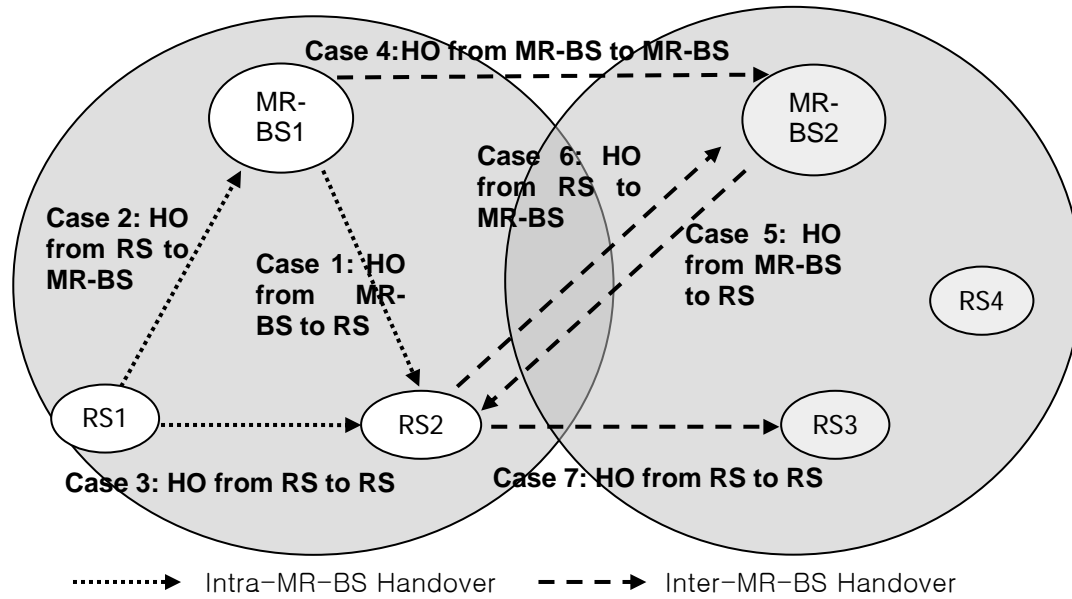 Case 4:HO from MR-BS to MR-BS
MR-
BS1
MR-
BS2
Case 6: HO
from RS to
MR-BS
Case 2: HO
from RS to
MR-BS
Case 1: HO
from MR-
BS to RS
Case 5: HO
from MR-BS
to RS
RS4
RS1
RS2
RS3
Case 3: HO from RS to RS
Case 7: HO from RS to RS
Intra-MR-BS Handover
Inter-MR-BS Handover